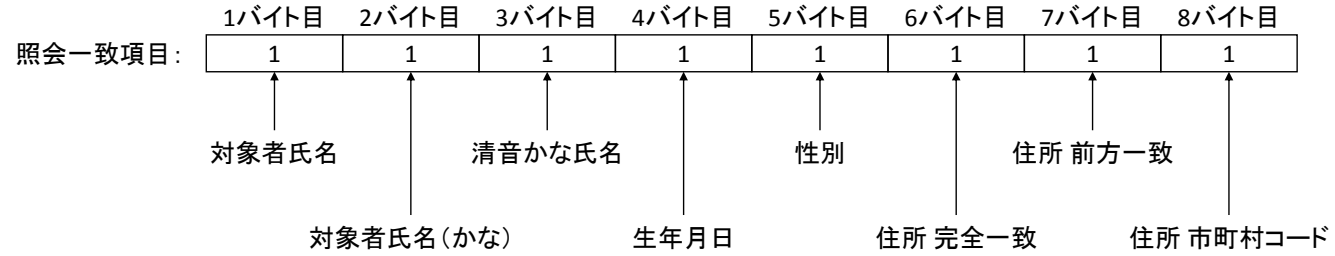 1バイト目 2バイト目 3バイト目 4バイト目 5バイト目 6バイト目 7バイト目 8バイト目
照会一致項目: 1 1 1 1 1 1 1 1
対象者氏名 清音かな氏名 性別 住所 前方一致
対象者氏名(かな) 生年月日 住所 完全一致 住所 市町村コード